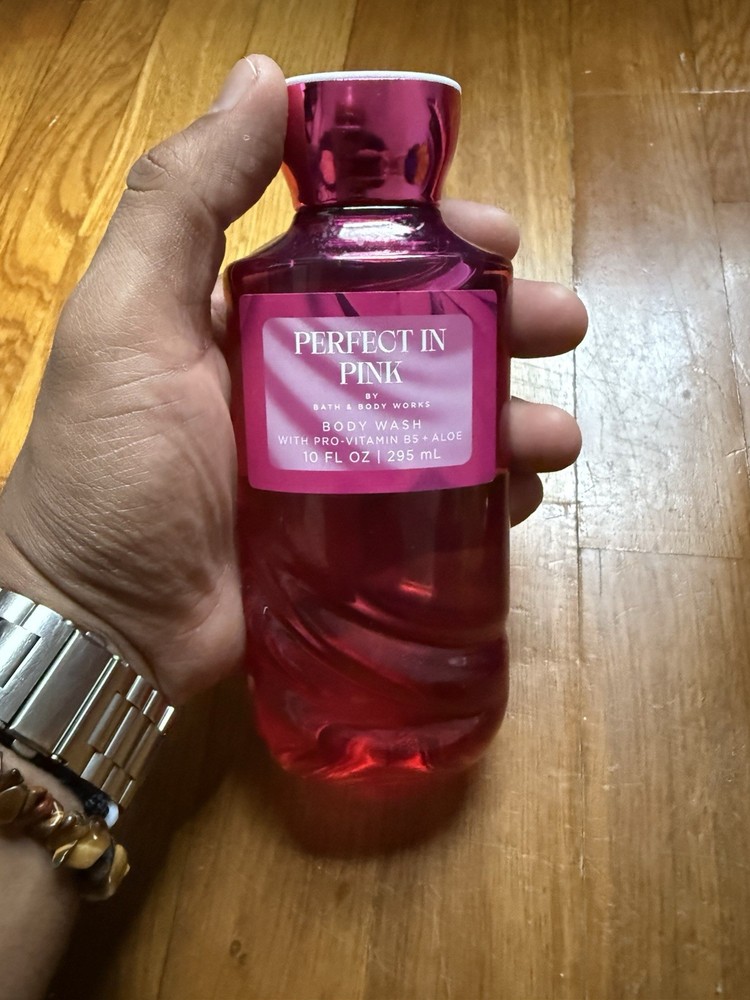 PERFECT IN
PINK
BY
BATH & BODY WORKS
BODY WASH
WITH PRO-VITAMIN B5 + ALOE
10 FL OZ | 295 mL